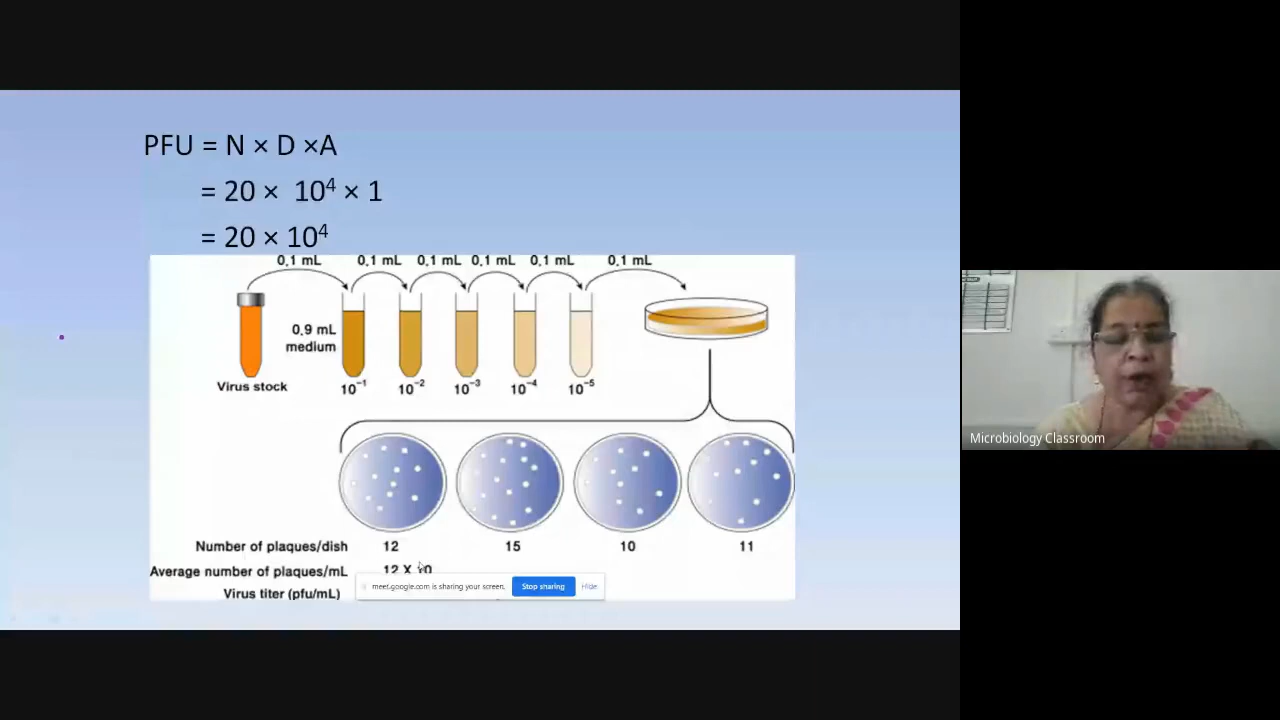 PFU = N × D ×A
= 20 × 10⁴ × 1
= 20 × 10⁴
0,1 mL 0,1 mL 0,1 mL 0,1 mL 0,1 mL 0,1 mL
0,9 mL
medium
Virus stock
10⁻¹ 10⁻² 10⁻³ 10⁻⁴ 10⁻⁵
Number of plaques/dish 12 15 10 11
Average number of plaques/mL 12 X
Virus titer (pfu/mL)
meet.google.com is sharing your screen. Stop sharing Hide
Microbiology Classroom